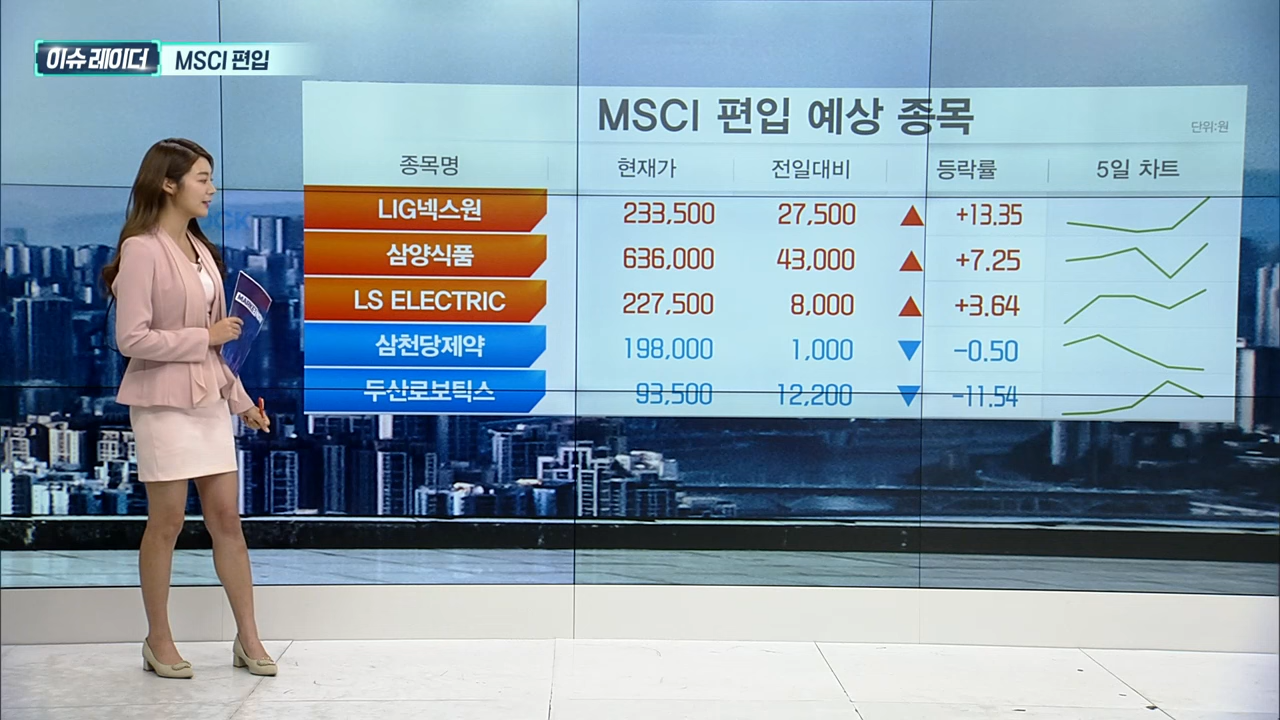 이슈 레이더 MSCI 편입
MSCI 편입 예상 종목
단위:원
종목명 현재가 전일대비 등락률 5일 차트
LIG넥스원 233,500 27,500 ▲ +13.35
삼양식품 636,000 43,000 ▲ +7.25
LS ELECTRIC 227,500 8,000 ▲ +3.64
삼천당제약 198,000 1,000 ▼ -0.50
두산로보틱스 93,500 12,200 ▼ -11.54